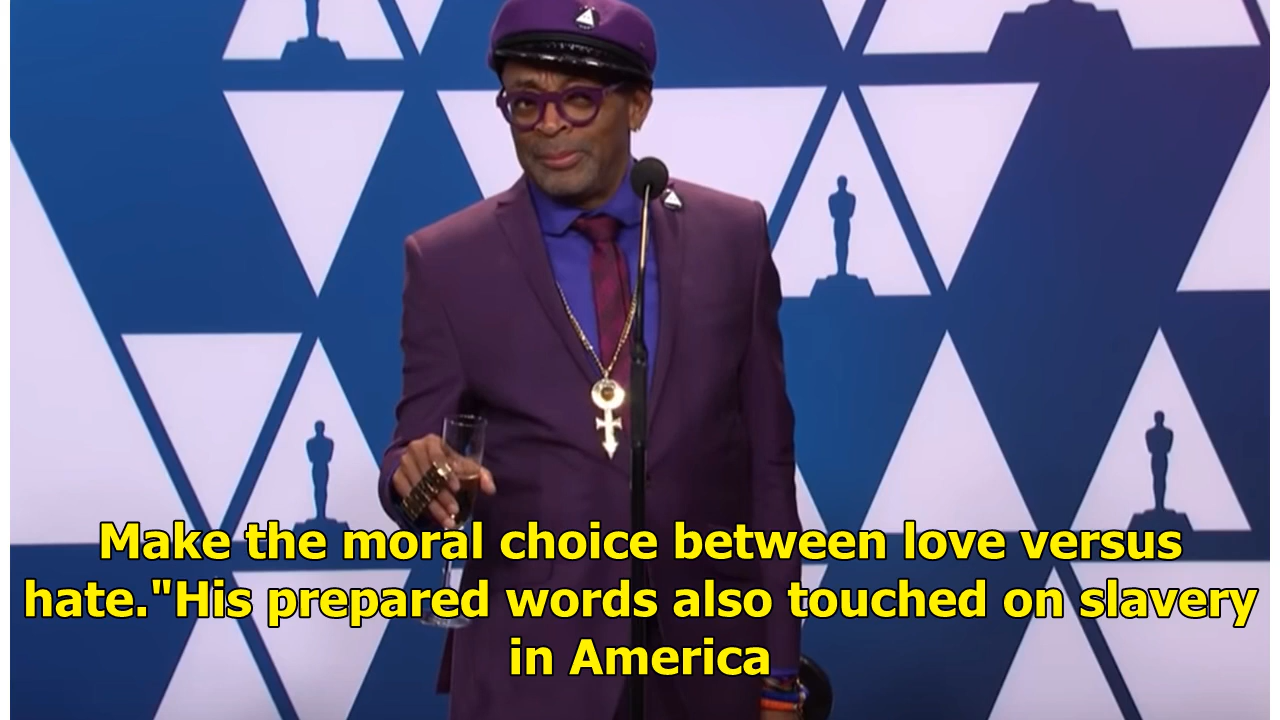 Make the moral choice between love versus
hate."His prepared words also touched on slavery
in America